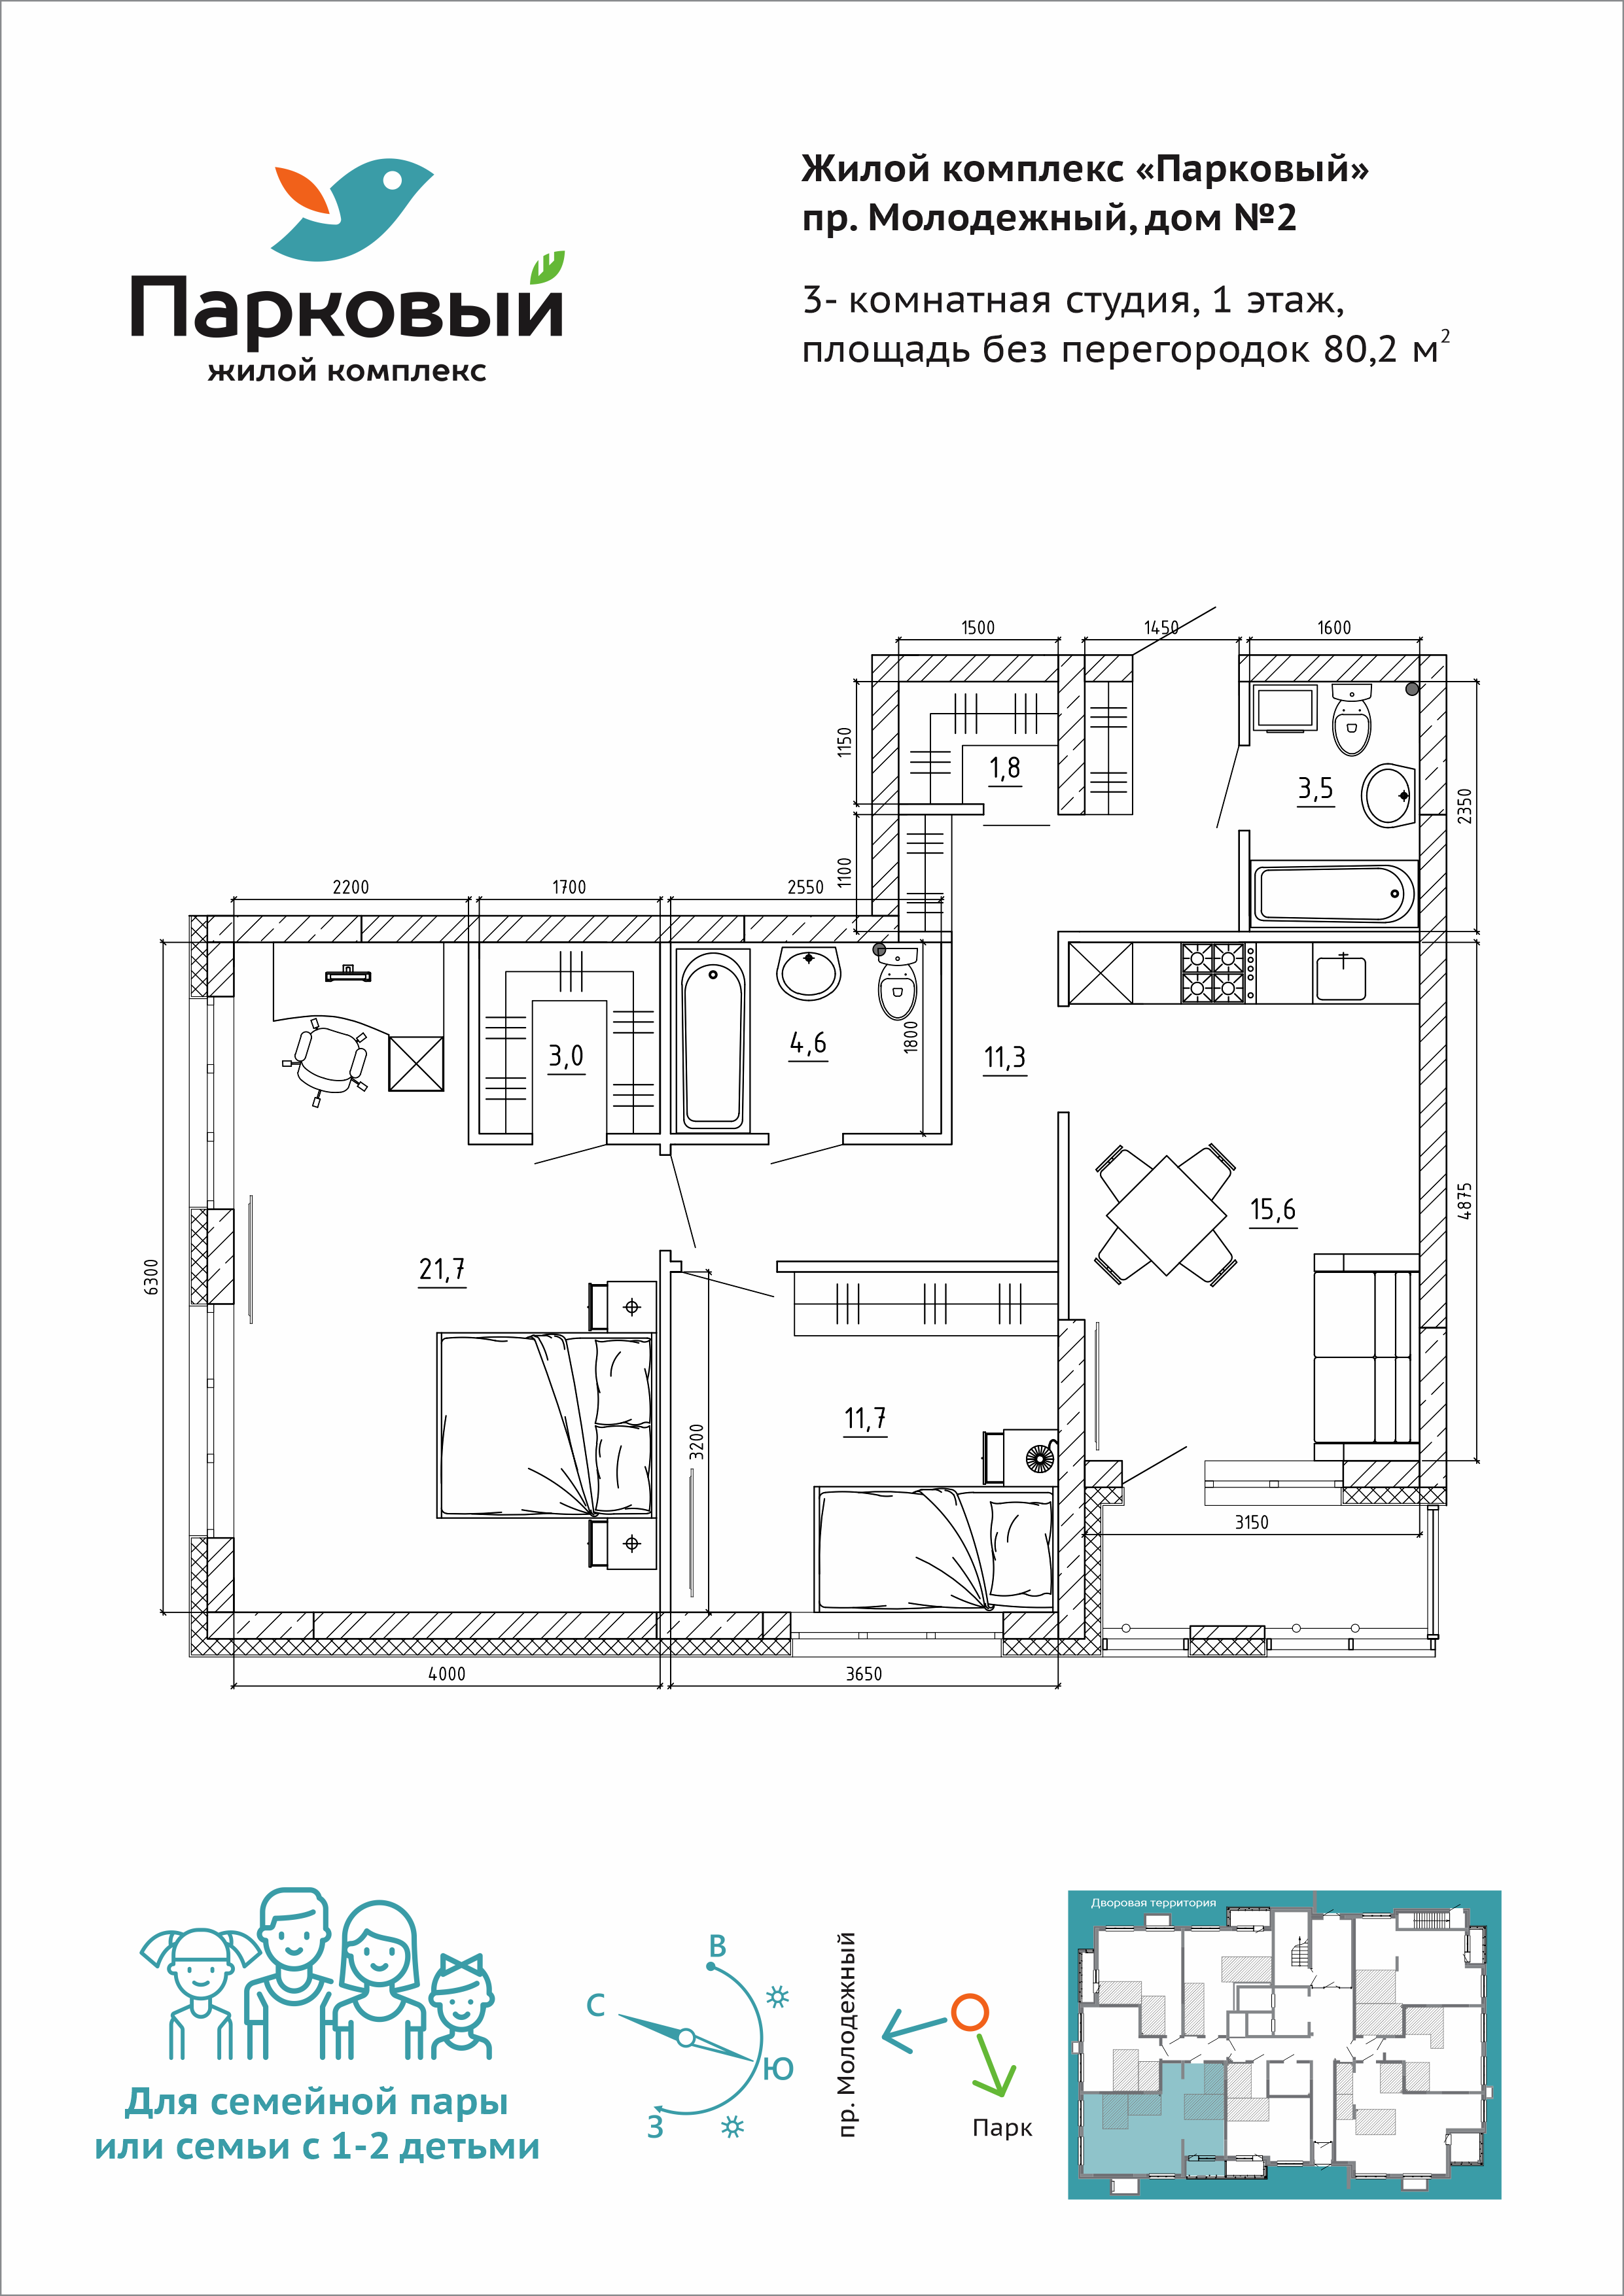 Парковый
жилой комплекс
Жилой комплекс «Парковый»
пр. Молодежный, дом №2
3- комнатная студия, 1 этаж,
площадь без перегородок 80,2 м²
1500
1450
1600
1150
1,8
3,5
2350
1100
2200
1700
2550
3,0
4,6
1800
11,3
6300
21,7
15,6
4875
3200
11,7
3150
4000
3650
Для семейной пары
или семьи с 1-2 детьми
В
С
Ю
З
пр. Молодежный
Парк
Дворовая территория